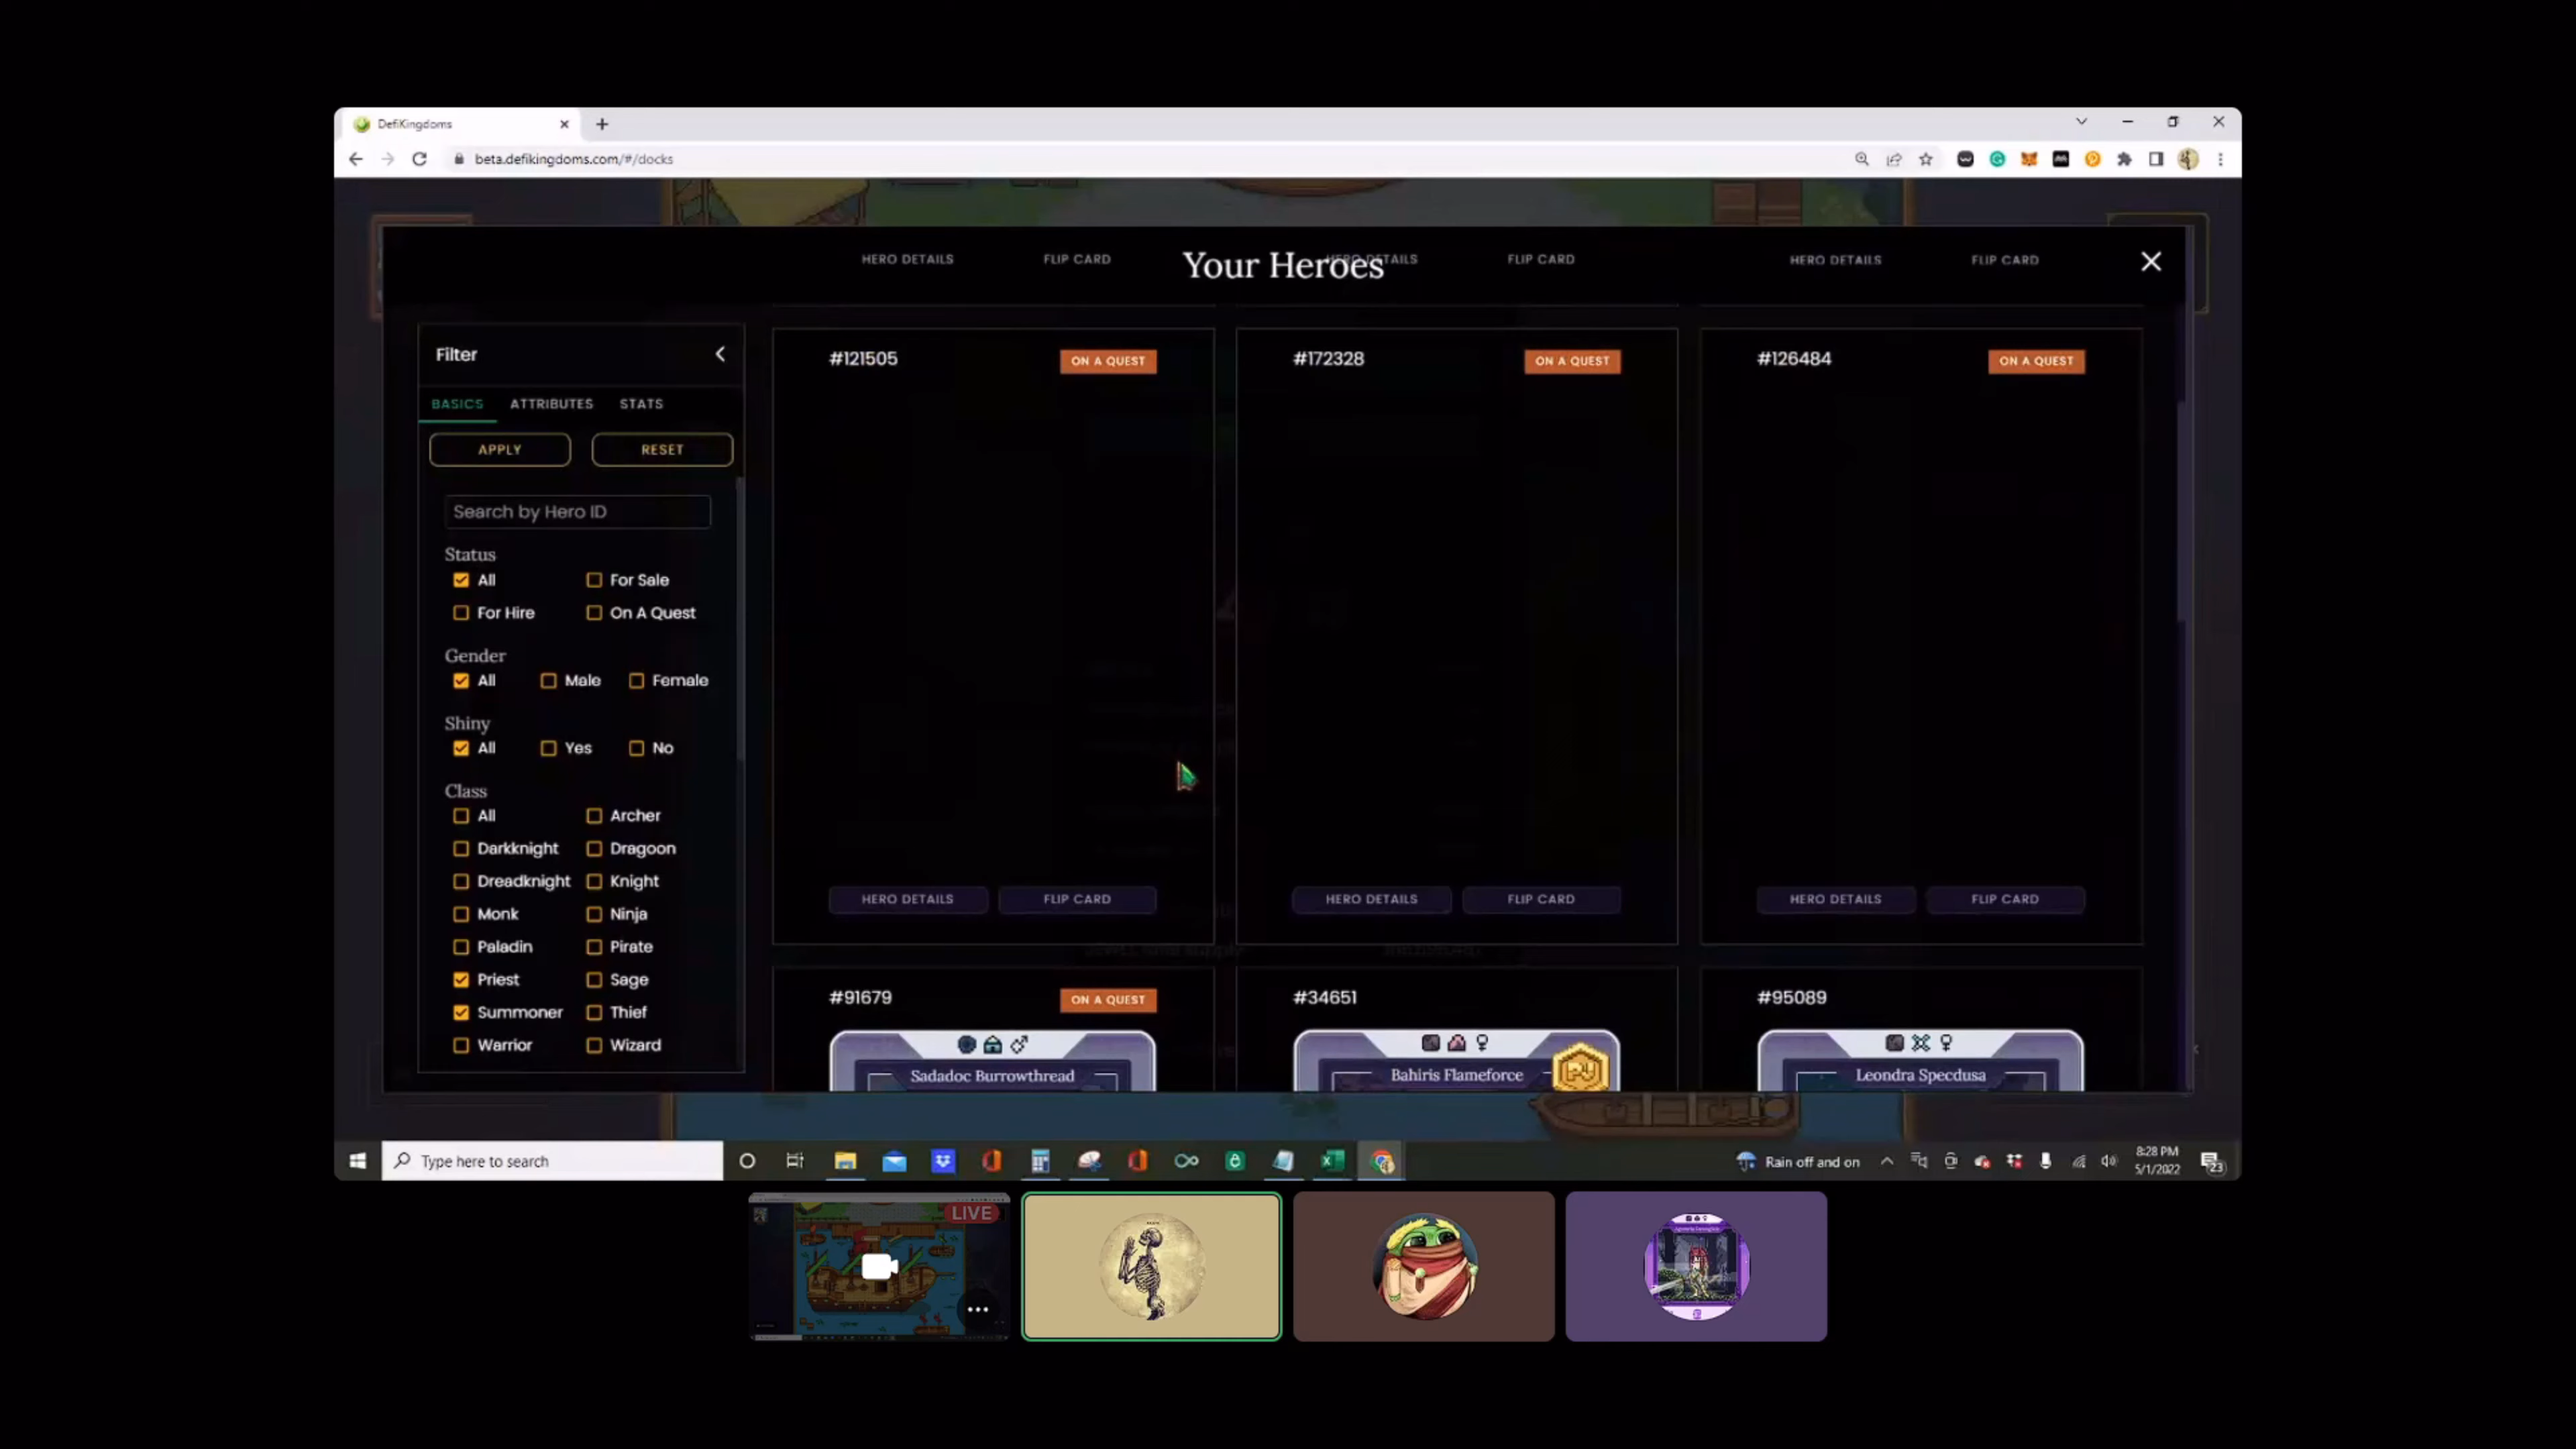 DefiKingdoms
beta.defikingdoms.com/#/docks
HERO DETAILS FLIP CARD Your Heroes HERO DETAILS FLIP CARD HERO DETAILS FLIP CARD
Filter
BASICS ATTRIBUTES STATS
APPLY RESET
Search by Hero ID
Status
All For Sale
For Hire On A Quest
Gender
All Male Female
Shiny
All Yes No
Class
All Archer
Darkknight Dragoon
Dreadknight Knight
Monk Ninja
Paladin Pirate
Priest Sage
Summoner Thief
Warrior Wizard
#121505 ON A QUEST
#172328 ON A QUEST
#126484 ON A QUEST
HERO DETAILS FLIP CARD
HERO DETAILS FLIP CARD
HERO DETAILS FLIP CARD
#91679 ON A QUEST
#34651
#95089
Sadadoc Burrowthread
Bahiris Flameforce
Leondra Specdusa
Type here to search
Rain off and on
8:28 PM
5/1/2022
23
LIVE